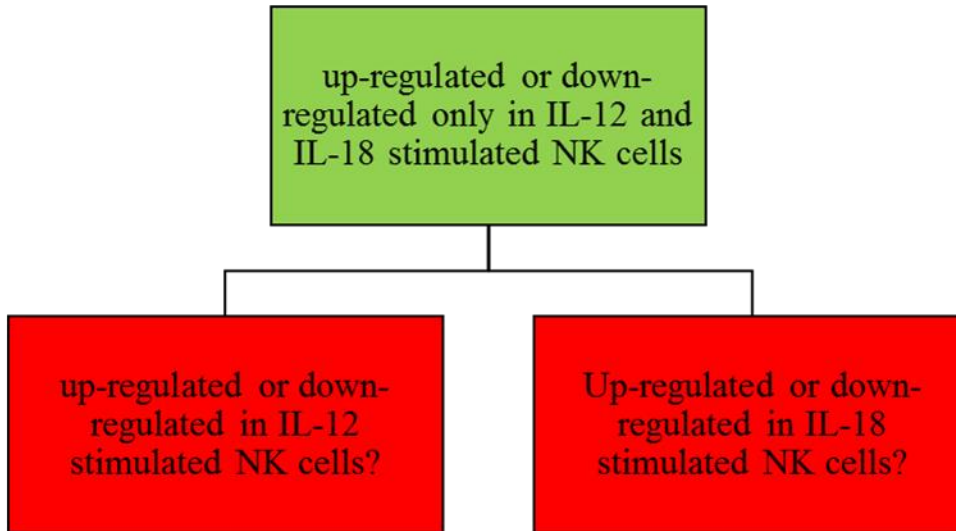 up-regulated or down-
regulated only in IL-12 and
IL-18 stimulated NK cells
up-regulated or down-
regulated in IL-12
stimulated NK cells?
Up-regulated or down-
regulated in IL-18
stimulated NK cells?